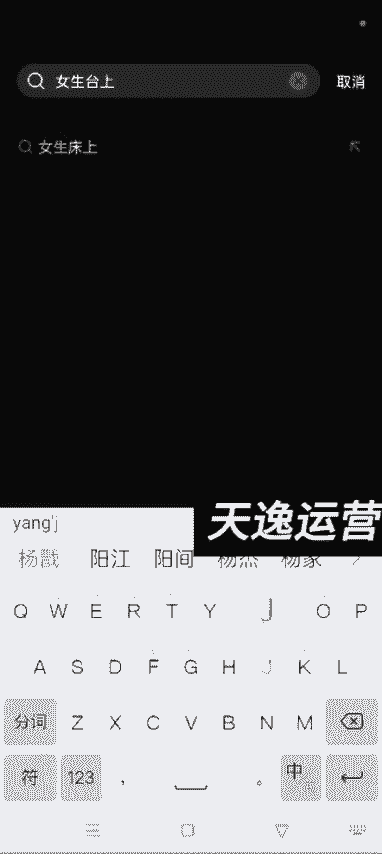 女生台上 取消
女生床上
天逸运营
yang'j
杨戬 阳江 阳间 杨杰 杨家
Q W E R T Y J O P
A S D F G H J K L
分词 Z X C V B N M
符 123 , 。 中